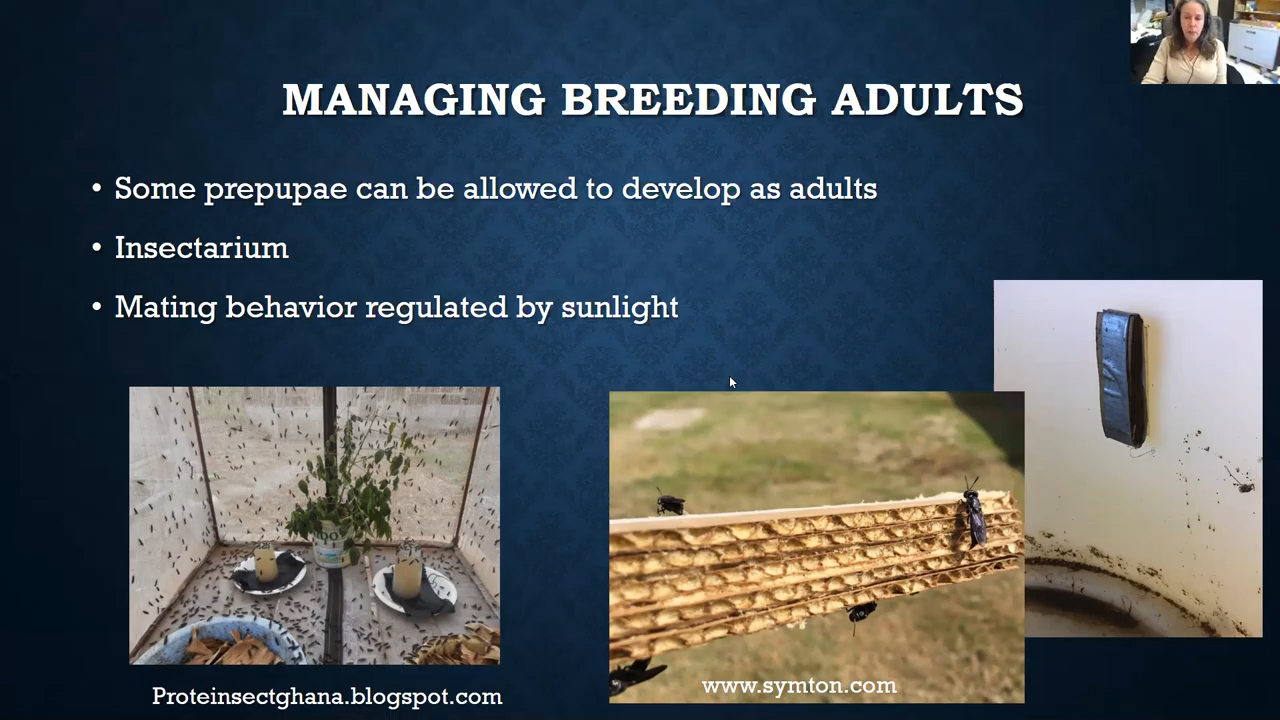 MANAGING BREEDING ADULTS
• Some prepupae can be allowed to develop as adults
• Insectarium
• Mating behavior regulated by sunlight
Proteinsectghana.blogspot.com
www.symton.com